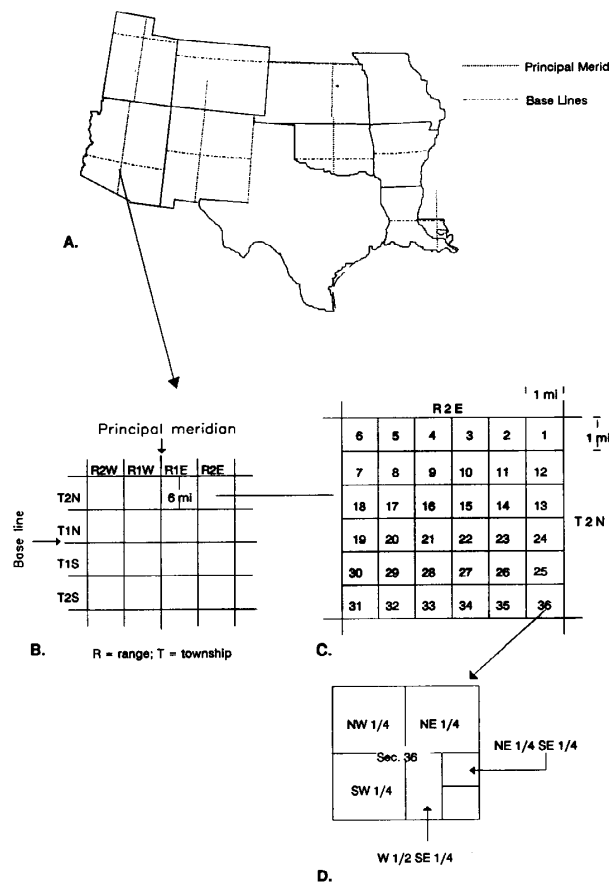 Principal Merid
Base Lines
A.
1 mi
R2E
Principal meridian
6 5 4 3 2 1
1 mi
R2W R1W R1E R2E
7 8 9 10 11 12
T2N
6 mi
18 17 16 15 14 13
T2N
T1N
19 20 21 22 23 24
Base line
T1S
30 29 28 27 26 25
T2S
31 32 33 34 35 36
B.
R = range; T = township
C.
NW 1/4
NE 1/4
NE 1/4 SE 1/4
Sec. 36
SW 1/4
W 1/2 SE 1/4
D.